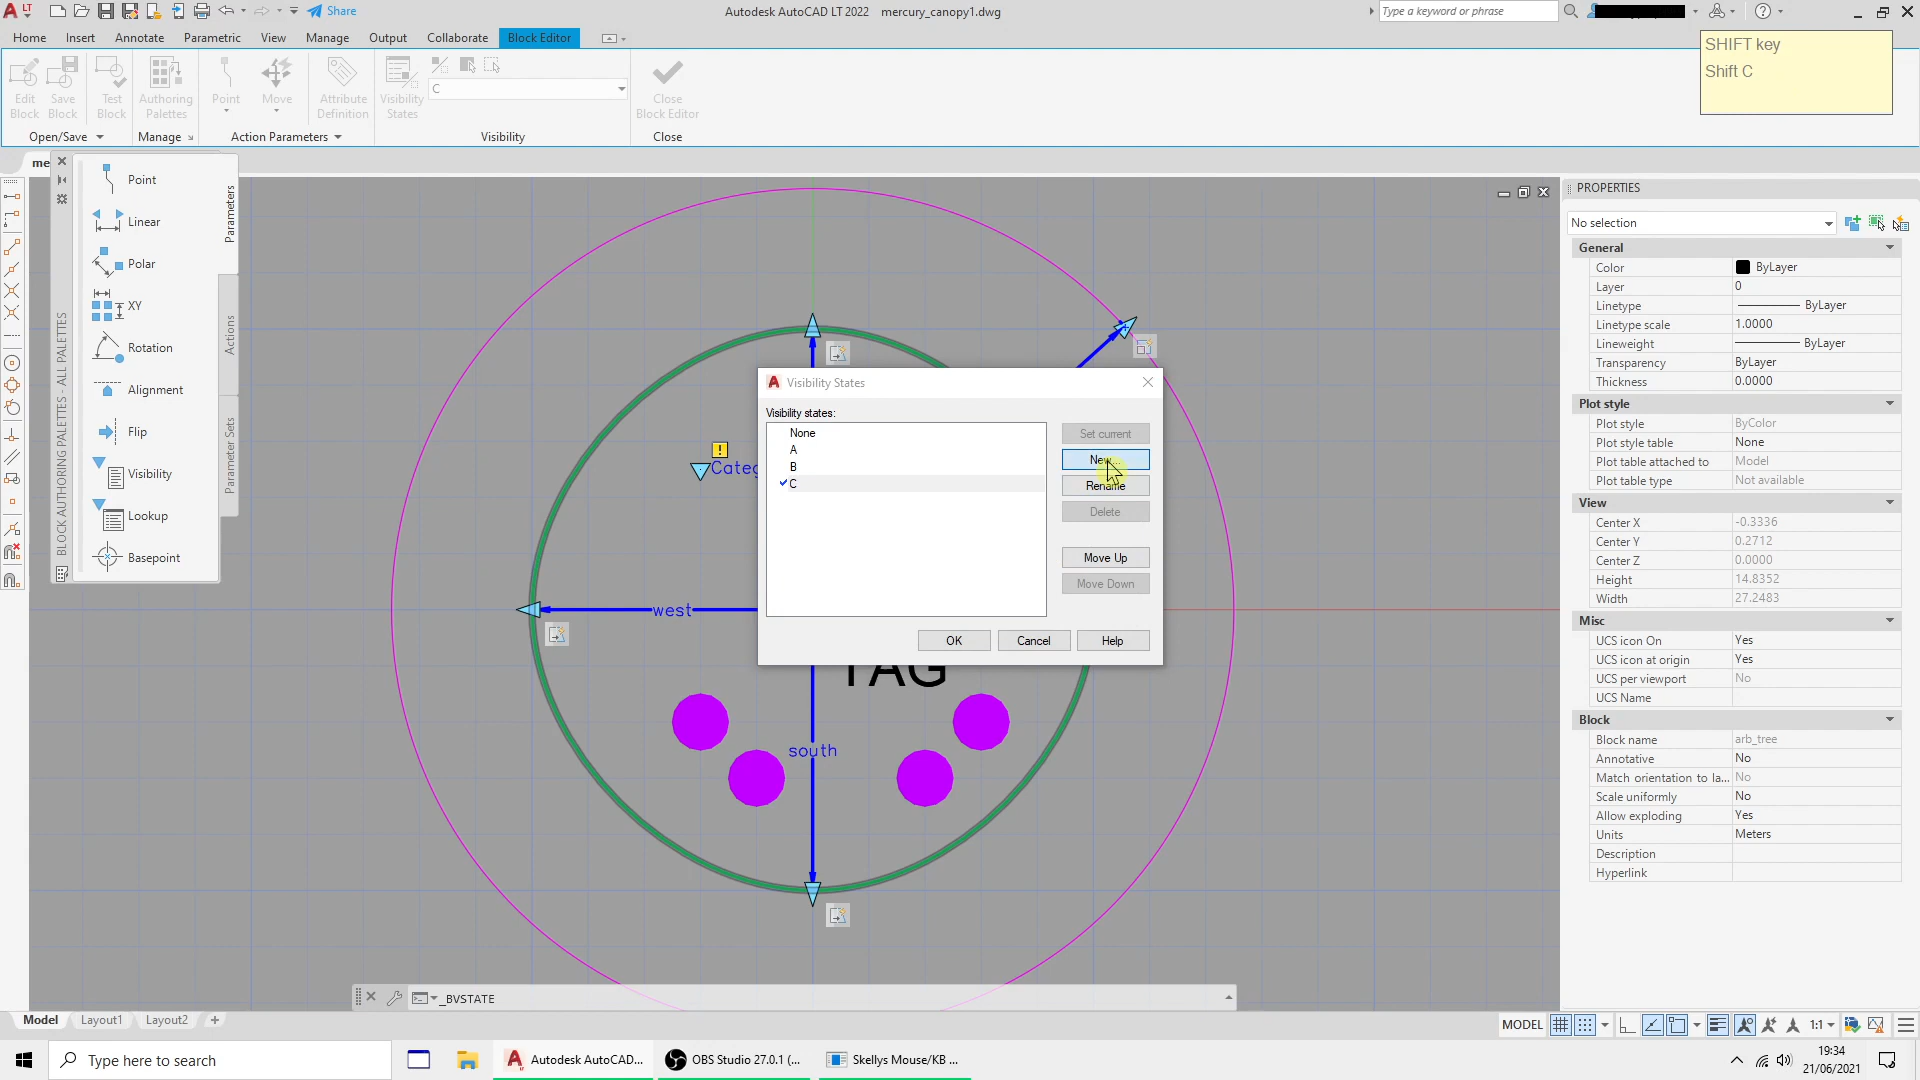 LT
Share
Autodesk AutoCAD LT 2022 mercury_canopy1.dwg
Type a keyword or phrase
Home Insert Annotate Parametric View Manage Output Collaborate Block Editor
SHIFT key
Shift C
Edit Block
Save Block
Test Block
Authoring Palettes
Point
Move
Attribute Definition
Visibility States
C
Close Block Editor
Open/Save
Manage
Action Parameters
Visibility
Close
me
Point
Linear
Polar
XY
Rotation
Alignment
Flip
Visibility
Lookup
Basepoint
Parameters
Actions
Parameter Sets
BLOCK AUTHORING PALETTES - ALL PALETTES
Categ
west
south
TAG
Visibility States
Visibility states:
None
A
B
C
Set current
New...
Rename
Delete
Move Up
Move Down
OK
Cancel
Help
PROPERTIES
No selection
General
Color ByLayer
Layer 0
Linetype ByLayer
Linetype scale 1.0000
Lineweight ByLayer
Transparency ByLayer
Thickness 0.0000
Plot style
Plot style ByColor
Plot style table None
Plot table attached to Model
Plot table type Not available
View
Center X -0.3336
Center Y 0.2712
Center Z 0.0000
Height 14.8352
Width 27.2483
Misc
UCS icon On Yes
UCS icon at origin Yes
UCS per viewport No
UCS Name
Block
Block name arb_tree
Annotative No
Match orientation to la... No
Scale uniformly No
Allow exploding Yes
Units Meters
Description
Hyperlink
_BVSTATE
Model Layout1 Layout2 +
MODEL
1:1
Type here to search
Autodesk AutoCAD...
OBS Studio 27.0.1 (...
Skellys Mouse/KB ...
19:34
21/06/2021